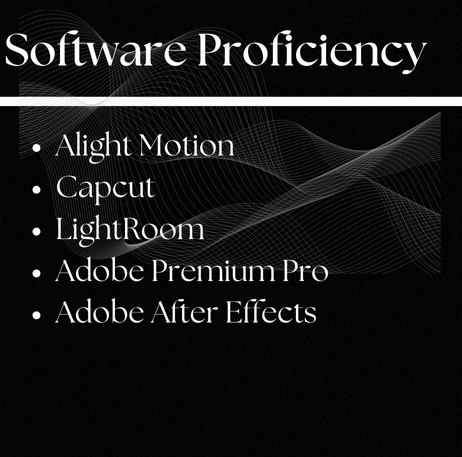 Software Proficiency
• Alight Motion
• Capcut
• LightRoom
• Adobe Premium Pro
• Adobe After Effects